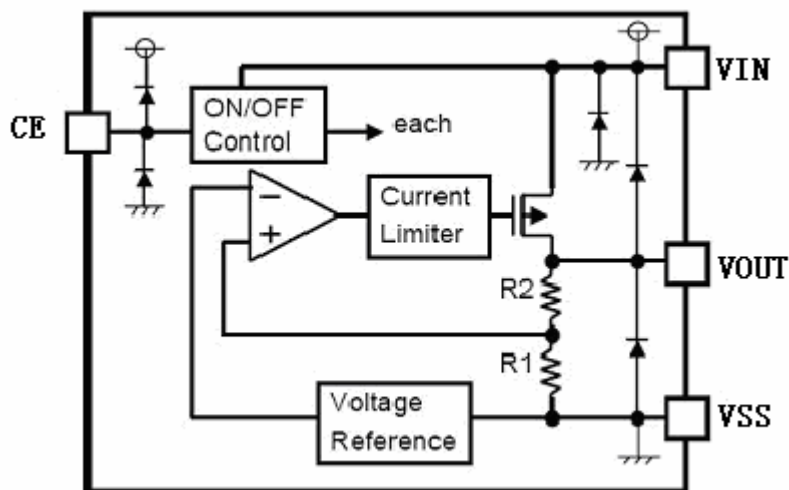 VIN
ON/OFF
Control
CE
each
−
+
Current
Limiter
VOUT
R2
R1
Voltage
Reference
VSS